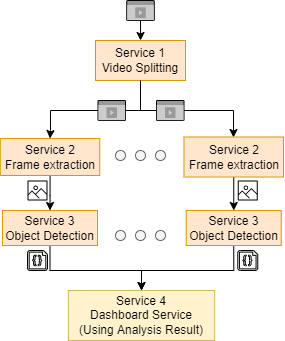 Service 1
Video Splitting
Service 2
Frame extraction
Service 2
Frame extraction
Service 3
Object Detection
Service 3
Object Detection
{}
{}
Service 4
Dashboard Service
(Using Analysis Result)